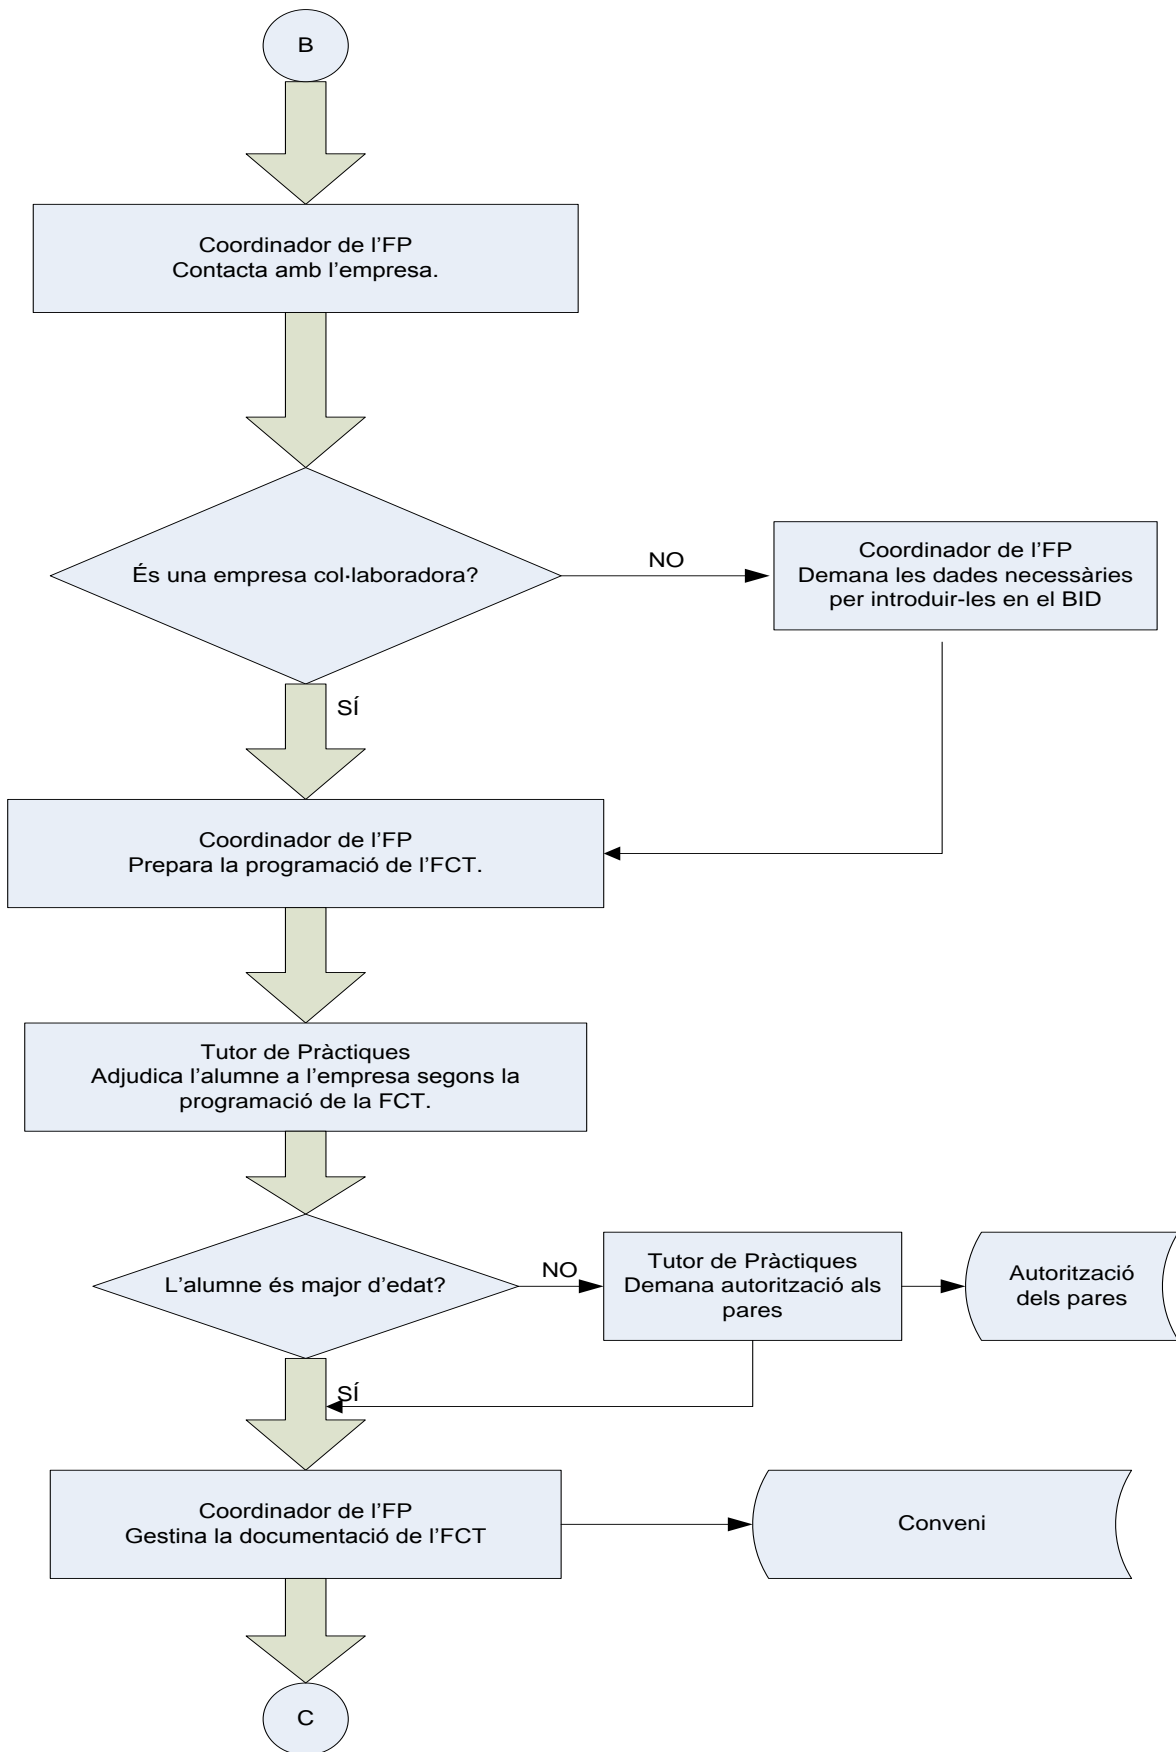 B
Coordinador de l'FP
Contacta amb l'empresa.
És una empresa col·laboradora?
NO
Coordinador de l'FP
Demana les dades necessàries
per introduir-les en el BID
SÍ
Coordinador de l'FP
Prepara la programació de l'FCT.
Tutor de Pràctiques
Adjudica l'alumne a l'empresa segons la
programació de la FCT.
L'alumne és major d'edat?
NO
Tutor de Pràctiques
Demana autorització als
pares
Autorització
dels pares
SÍ
Coordinador de l'FP
Gestina la documentació de l'FCT
Conveni
C